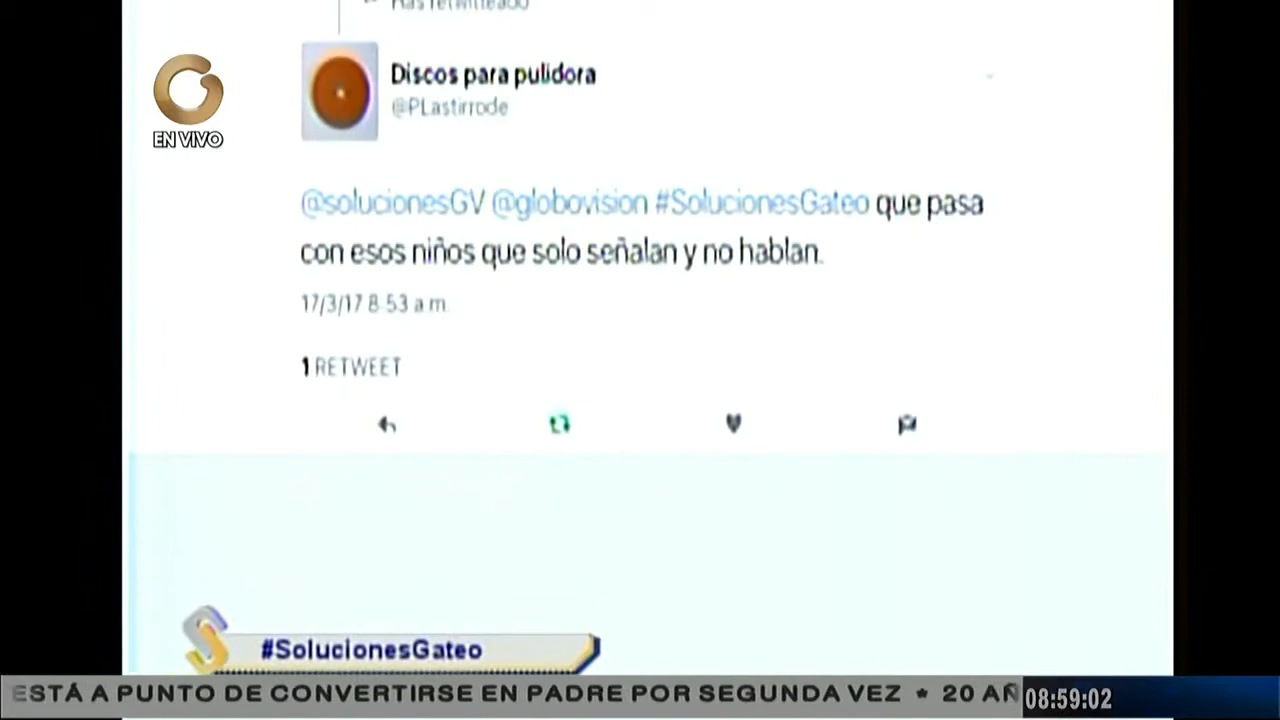 Has retwitteado
Discos para pulidora
@PLastirrode
EN VIVO
@solucionesGV @globovision #SolucionesGateo que pasa
con esos niños que solo señalan y no hablan.
17/3/17 8:53 a.m.
1 RETWEET
#SolucionesGateo
ESTÁ A PUNTO DE CONVERTIRSE EN PADRE POR SEGUNDA VEZ * 20 AÑ
08:59:02